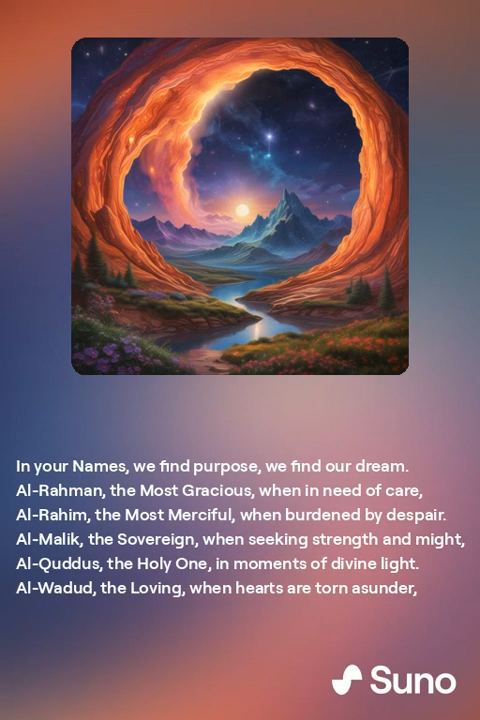 In your Names, we find purpose, we find our dream.
Al-Rahman, the Most Gracious, when in need of care,
Al-Rahim, the Most Merciful, when burdened by despair.
Al-Malik, the Sovereign, when seeking strength and might,
Al-Quddus, the Holy One, in moments of divine light.
Al-Wadud, the Loving, when hearts are torn asunder,
Suno